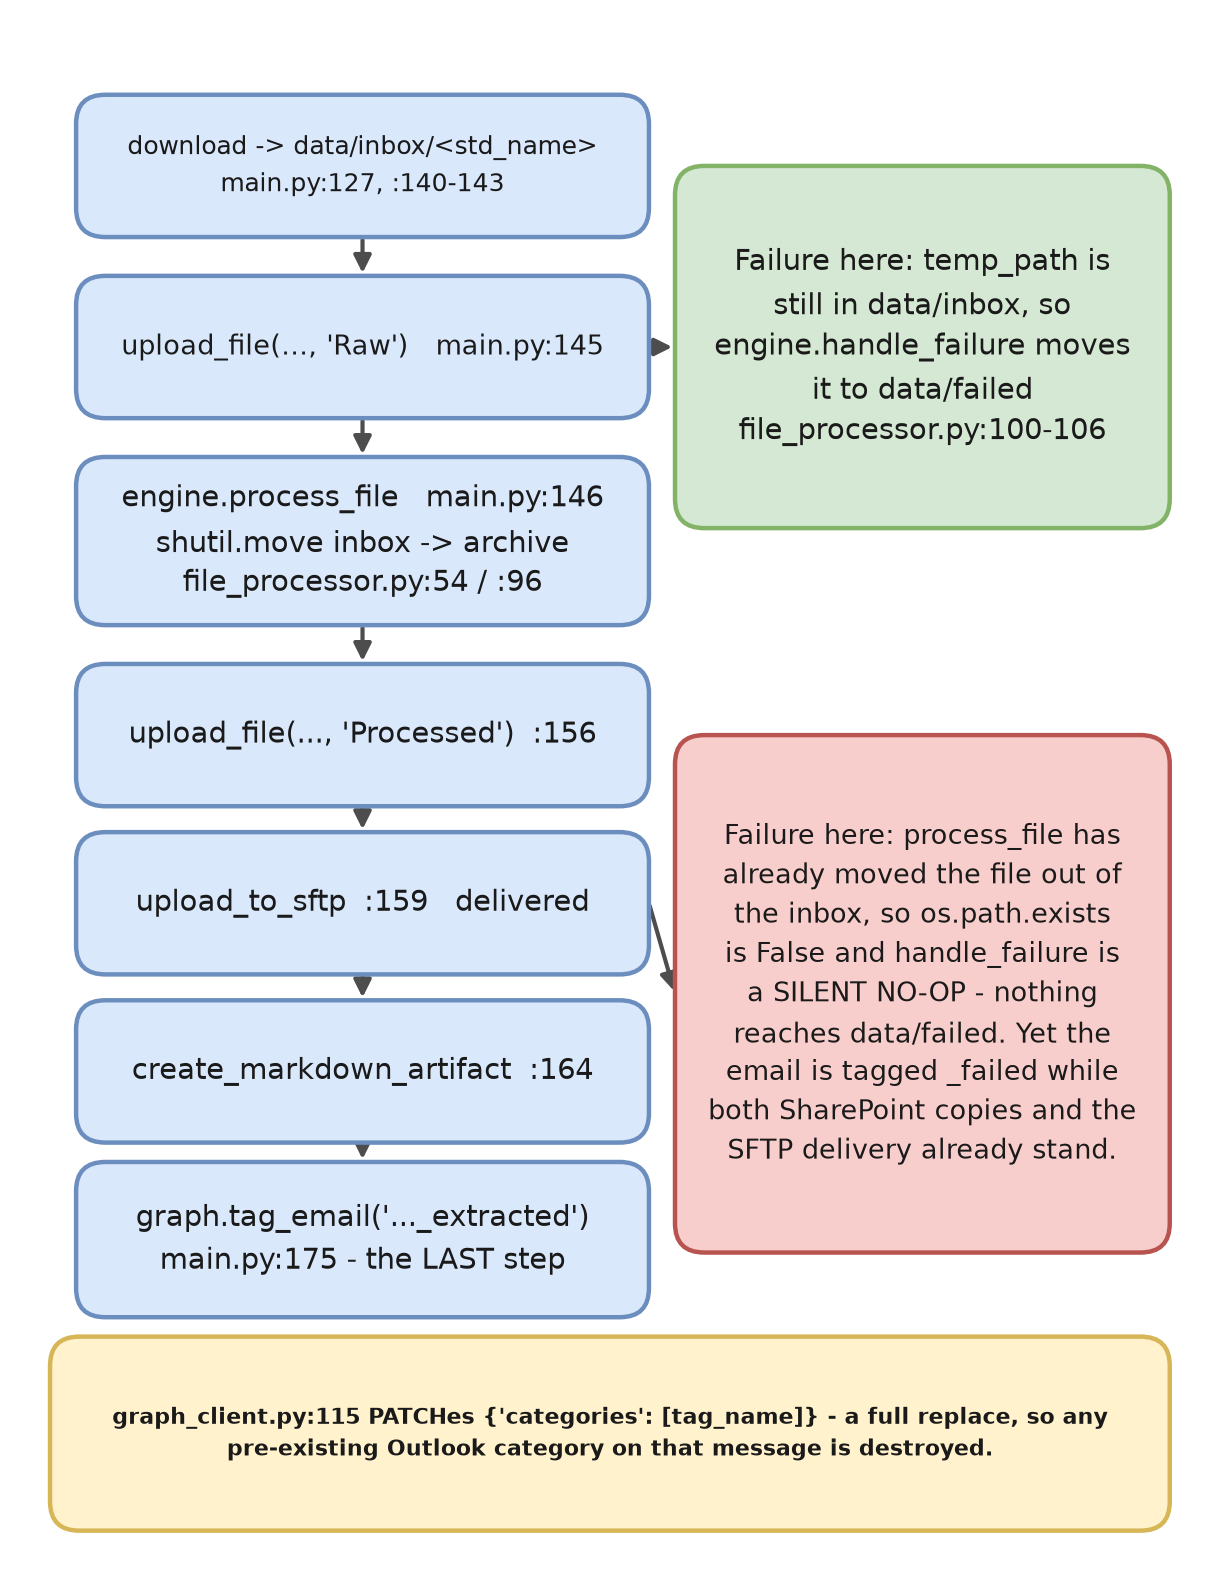 download -> data/inbox/<std_name>
main.py:127, :140-143
upload_file(..., 'Raw')   main.py:145
Failure here: temp_path is
still in data/inbox, so
engine.handle_failure moves
it to data/failed
file_processor.py:100-106
engine.process_file   main.py:146
shutil.move inbox -> archive
file_processor.py:54 / :96
upload_file(..., 'Processed')  :156
upload_to_sftp  :159   delivered
Failure here: process_file has
already moved the file out of
the inbox, so os.path.exists
is False and handle_failure is
a SILENT NO-OP - nothing
reaches data/failed. Yet the
email is tagged _failed while
both SharePoint copies and the
SFTP delivery already stand.
create_markdown_artifact  :164
graph.tag_email('..._extracted')
main.py:175 - the LAST step
graph_client.py:115 PATCHes {'categories': [tag_name]} - a full replace, so any
pre-existing Outlook category on that message is destroyed.